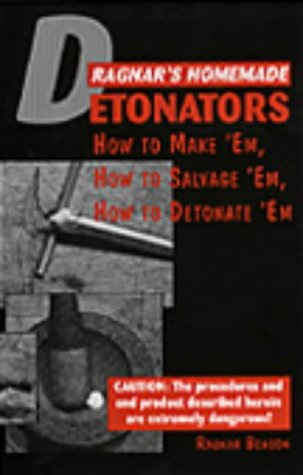 RAGNAR'S HOMEMADE
DETONATORS
HOW TO MAKE 'EM,
HOW TO SALVAGE 'EM,
HOW TO DETONATE 'EM
CAUTION: The procedures and
end product described herein
are extremely dangerous!
RAGNAR BENSON